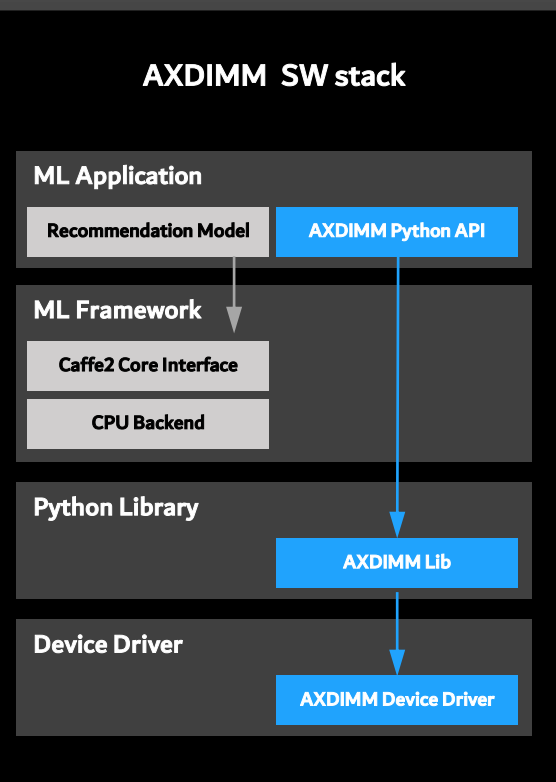 AXDIMM SW stack
ML Application
Recommendation Model
AXDIMM Python API
ML Framework
Caffe2 Core Interface
CPU Backend
Python Library
AXDIMM Lib
Device Driver
AXDIMM Device Driver